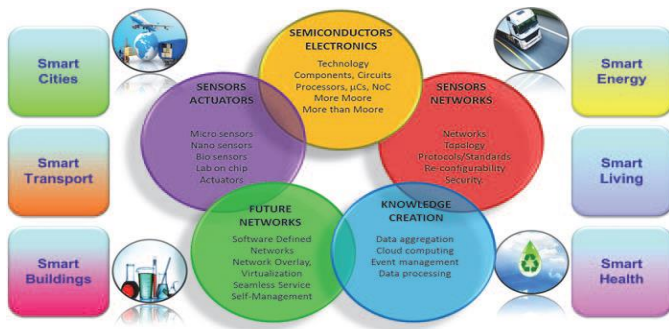 Smart
Cities
Smart
Transport
Smart
Buildings
SEMICONDUCTORS
ELECTRONICS
Technology
Components, Circuits
Processors, µCs, NoC
More Moore
More than Moore
SENSORS
ACTUATORS
Micro sensors
Nano sensors
Bio sensors
Lab on chip
Actuators
SENSORS
NETWORKS
Networks
Topology
Protocols/Standards
Re-configurability
Security
FUTURE
NETWORKS
Software Defined
Networks
Network Overlay,
Virtualization
Seamless Service
Self-Management
KNOWLEDGE
CREATION
Data aggregation
Cloud computing
Event management
Data processing
Smart
Energy
Smart
Living
Smart
Health